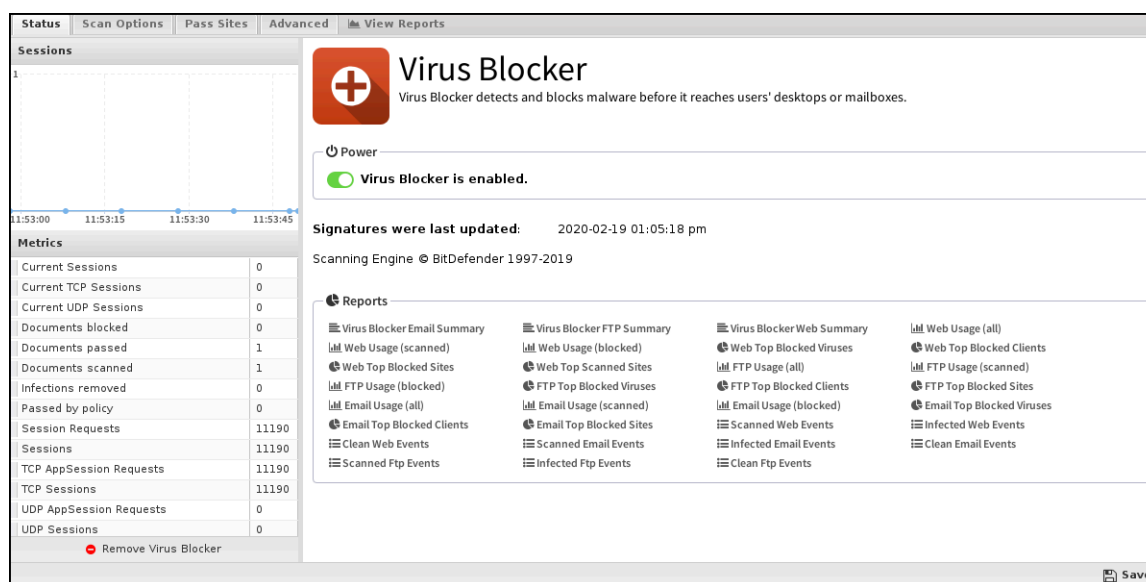 Status Scan Options Pass Sites Advanced View Reports
Sessions
1
11:53:00 11:53:15 11:53:30 11:53:45
Metrics
Current Sessions 0
Current TCP Sessions 0
Current UDP Sessions 0
Documents blocked 0
Documents passed 1
Documents scanned 1
Infections removed 0
Passed by policy 0
Session Requests 11190
Sessions 11190
TCP AppSession Requests 11190
TCP Sessions 11190
UDP AppSession Requests 0
UDP Sessions 0
Remove Virus Blocker
Virus Blocker
Virus Blocker detects and blocks malware before it reaches users' desktops or mailboxes.
Power
Virus Blocker is enabled.
Signatures were last updated: 2020-02-19 01:05:18 pm
Scanning Engine © BitDefender 1997-2019
Reports
Virus Blocker Email Summary Virus Blocker FTP Summary Virus Blocker Web Summary Web Usage (all)
Web Usage (scanned) Web Usage (blocked) Web Top Blocked Viruses Web Top Blocked Clients
Web Top Blocked Sites Web Top Scanned Sites FTP Usage (all) FTP Usage (scanned)
FTP Usage (blocked) FTP Top Blocked Viruses FTP Top Blocked Clients FTP Top Blocked Sites
Email Usage (all) Email Usage (scanned) Email Usage (blocked) Email Top Blocked Viruses
Email Top Blocked Clients Email Top Blocked Sites Scanned Web Events Infected Web Events
Clean Web Events Scanned Email Events Infected Email Events Clean Email Events
Scanned Ftp Events Infected Ftp Events Clean Ftp Events
Save